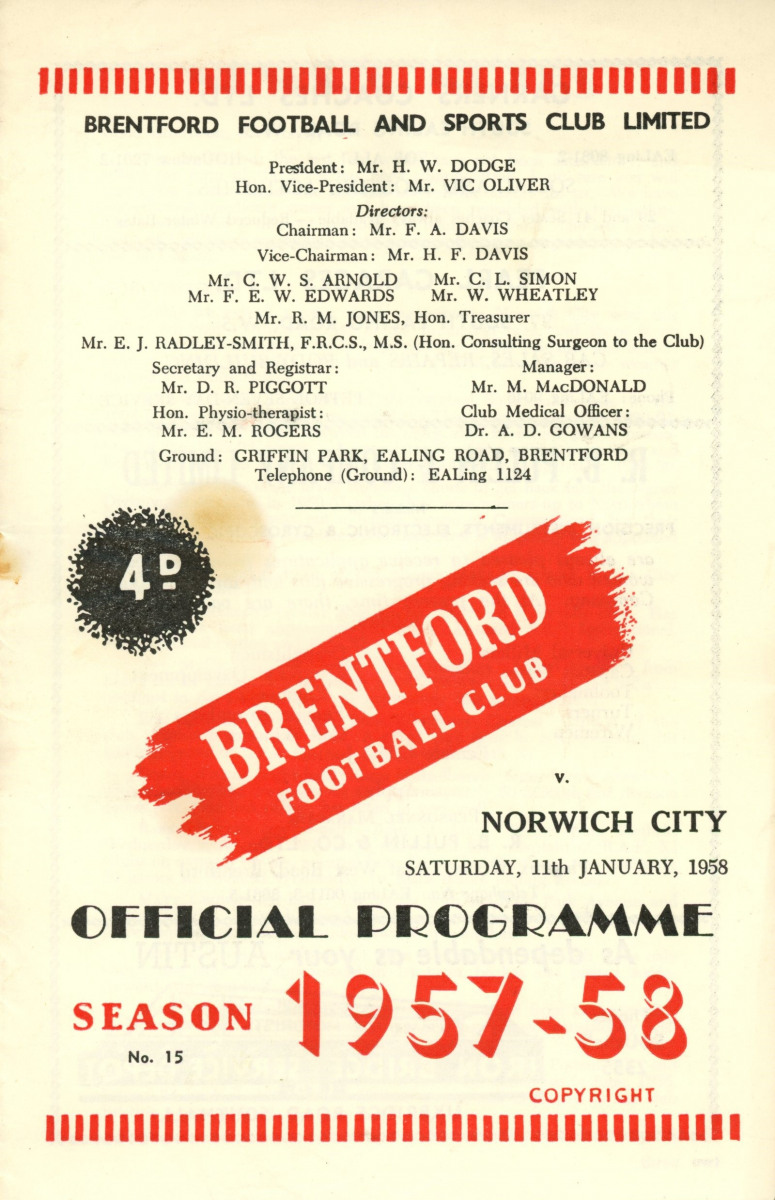 BRENTFORD FOOTBALL AND SPORTS CLUB LIMITED
President: Mr. H. W. DODGE
Hon. Vice-President: Mr. VIC OLIVER
Directors:
Chairman: Mr. F. A. DAVIS
Vice-Chairman: Mr. H. F. DAVIS
Mr. C. W. S. ARNOLD Mr. C. L. SIMON
Mr. F. E. W. EDWARDS Mr. W. WHEATLEY
Mr. R. M. JONES, Hon. Treasurer
Mr. E. J. RADLEY-SMITH, F.R.C.S., M.S. (Hon. Consulting Surgeon to the Club)
Secretary and Registrar: Manager:
Mr. D. R. PIGGOTT Mr. M. MacDONALD
Hon. Physio-therapist: Club Medical Officer:
Mr. E. M. ROGERS Dr. A. D. GOWANS
Ground: GRIFFIN PARK, EALING ROAD, BRENTFORD
Telephone (Ground): EALing 1124
4D
BRENTFORD
FOOTBALL CLUB
v.
NORWICH CITY
SATURDAY, 11th JANUARY, 1958
OFFICIAL PROGRAMME
SEASON 1957-58
No. 15
COPYRIGHT